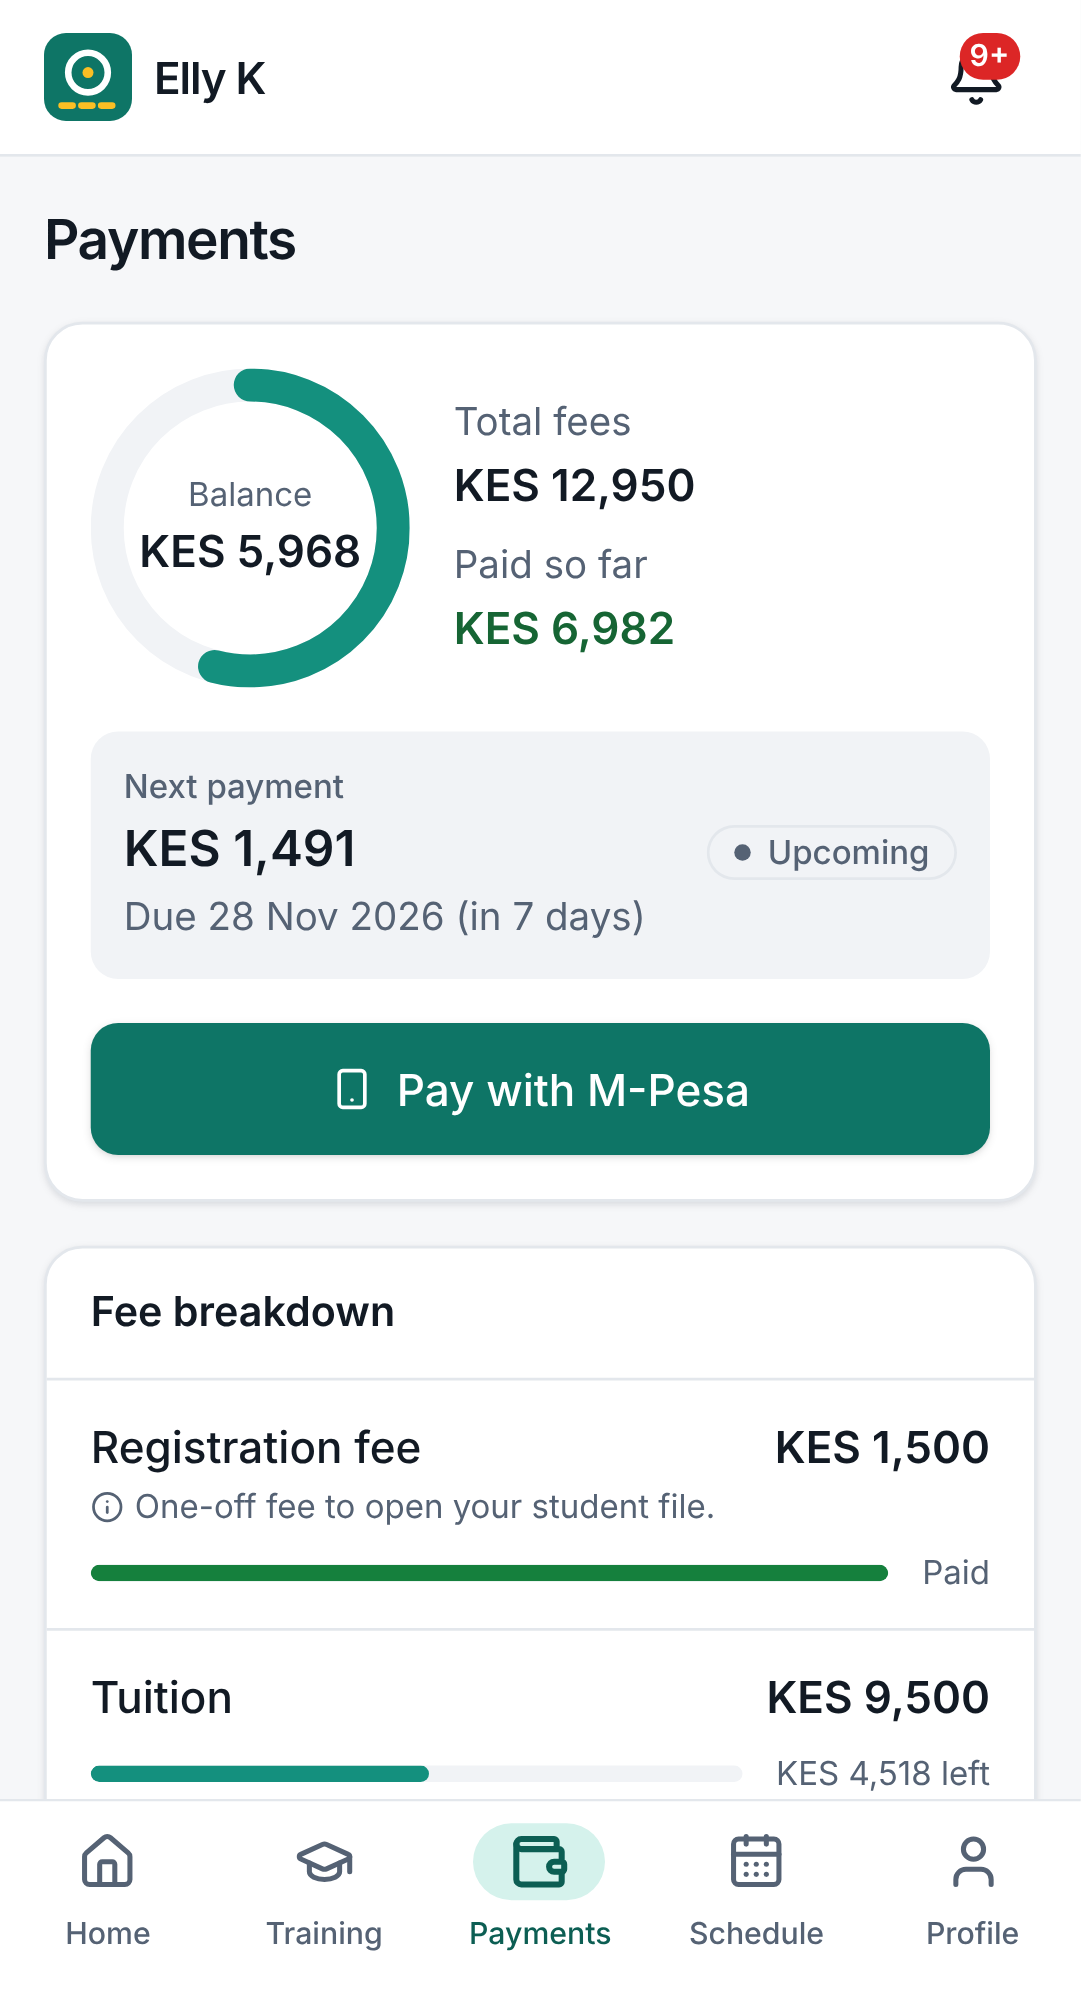 Elly K
9+
Payments
Balance
KES 5,968
Total fees
KES 12,950
Paid so far
KES 6,982
Next payment
KES 1,491
Upcoming
Due 28 Nov 2026 (in 7 days)
Pay with M-Pesa
Fee breakdown
Registration fee KES 1,500
One-off fee to open your student file.
Paid
Tuition KES 9,500
KES 4,518 left
Home Training Payments Schedule Profile